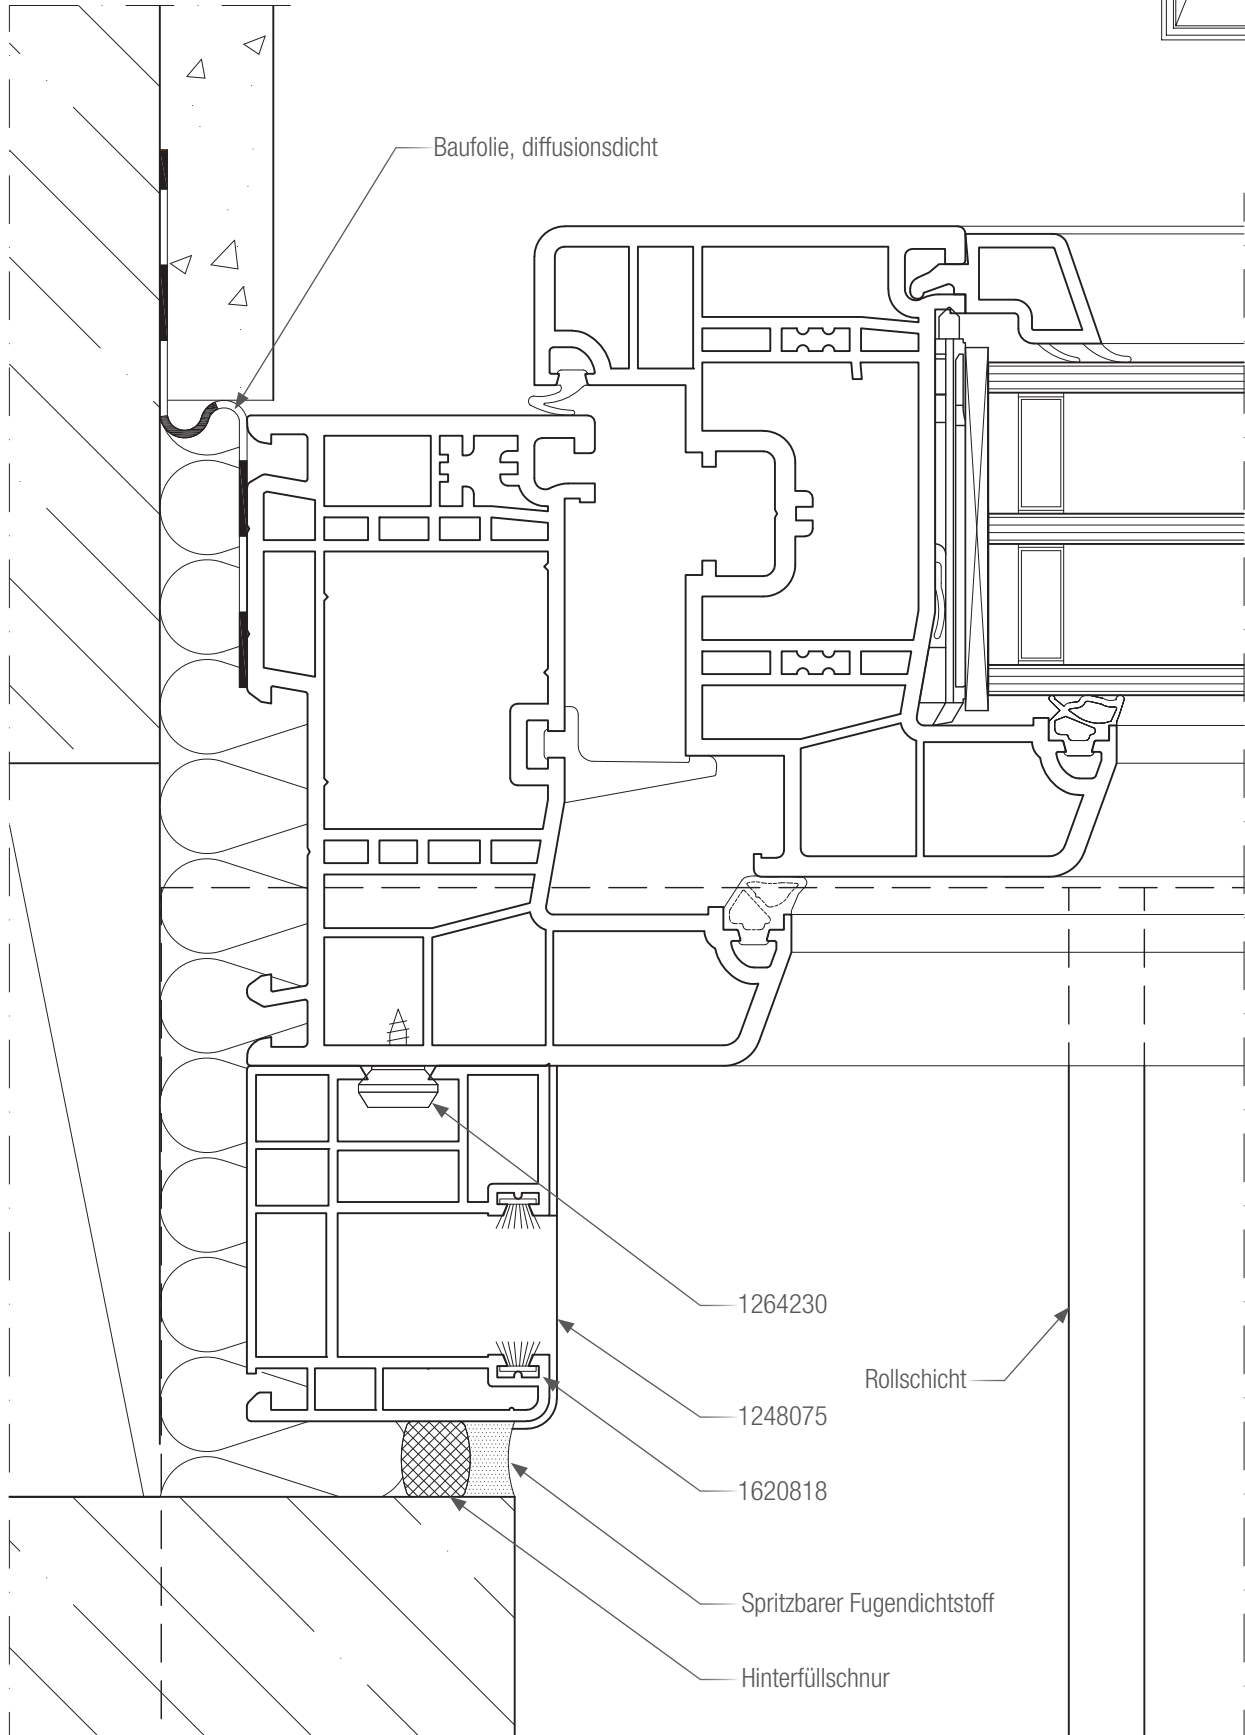 Baufolie, diffusionsdicht
1264230
Rollschicht
1248075
1620818
Spritzbarer Fugendichtstoff
Hinterfüllschnur